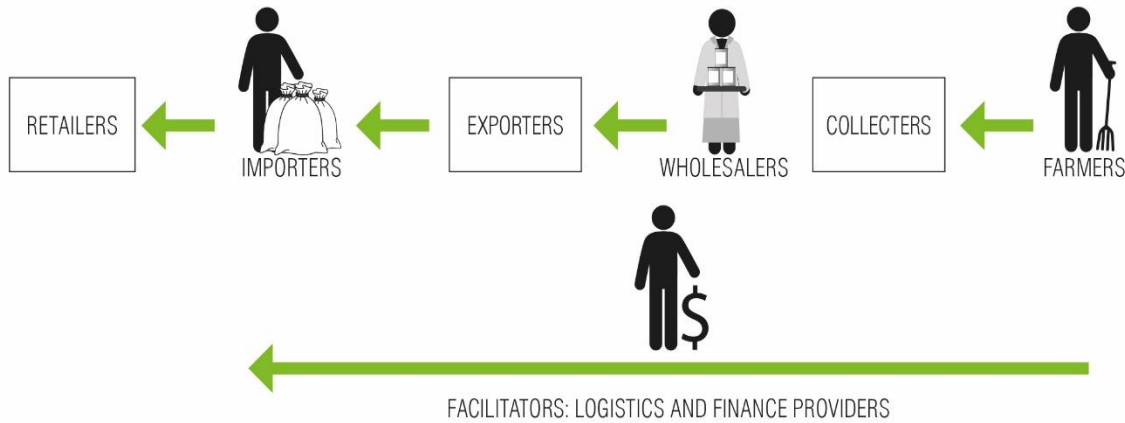 RETAILERS
IMPORTERS
EXPORTERS
WHOLESALERS
COLLECTERS
FARMERS
$
FACILITATORS: LOGISTICS AND FINANCE PROVIDERS